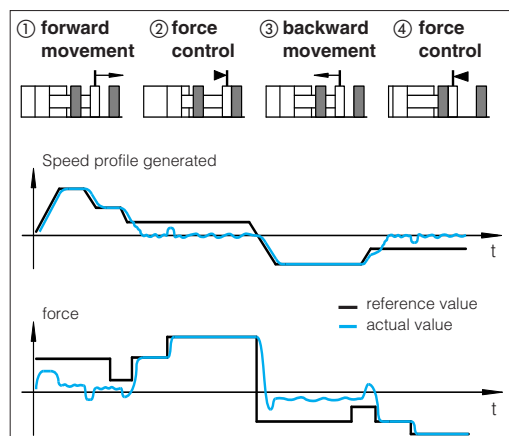 ① forward movement
② force control
③ backward movement
④ force control
Speed profile generated
t
force
reference value
actual value
t